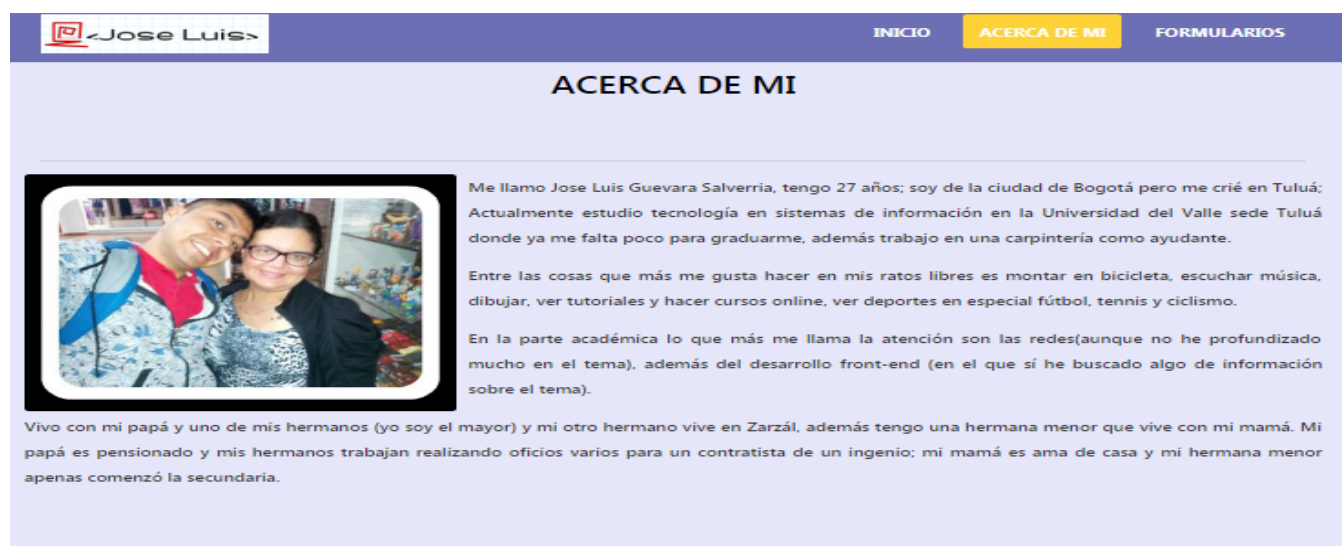 <Jose Luis>
INICIO
ACERCA DE MI
FORMULARIOS
ACERCA DE MI
Me llamo Jose Luis Guevara Salverria, tengo 27 años; soy de la ciudad de Bogotá pero me crié en Tuluá;
Actualmente estudio tecnología en sistemas de información en la Universidad del Valle sede Tuluá
donde ya me falta poco para graduarme, además trabajo en una carpintería como ayudante.
Entre las cosas que más me gusta hacer en mis ratos libres es montar en bicicleta, escuchar música,
dibujar, ver tutoriales y hacer cursos online, ver deportes en especial fútbol, tennis y ciclismo.
En la parte académica lo que más me llama la atención son las redes(aunque no he profundizado
mucho en el tema), además del desarrollo front-end (en el que sí he buscado algo de información
sobre el tema).
Vivo con mi papá y uno de mis hermanos (yo soy el mayor) y mi otro hermano vive en Zarzál, además tengo una hermana menor que vive con mi mamá. Mi
papá es pensionado y mis hermanos trabajan realizando oficios varios para un contratista de un ingenio; mi mamá es ama de casa y mi hermana menor
apenas comenzó la secundaria.